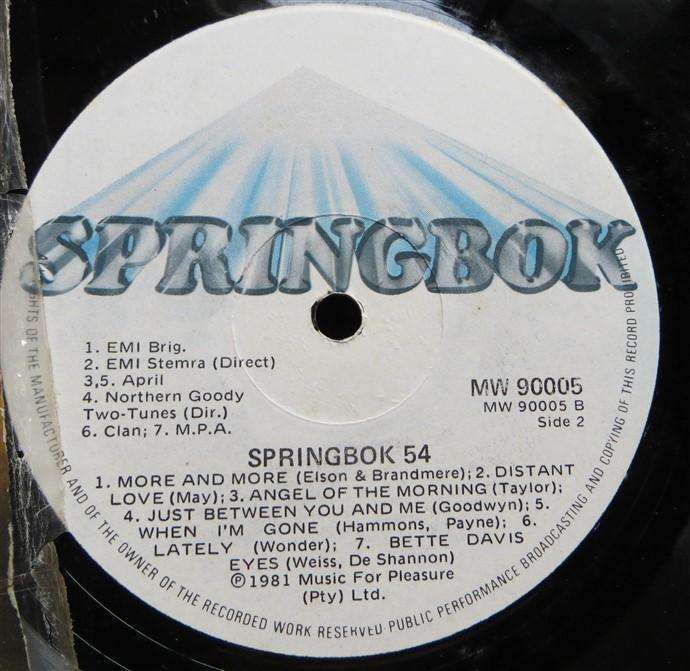 SPRINGBOK
1. EMI Brig.
2. EMI Stemra (Direct)
3,5. April
4. Northern Goody
Two-Tunes (Dir.)
6. Clan; 7. M.P.A.
MW 90005
MW 90005 B
Side 2
SPRINGBOK 54
1. MORE AND MORE (Elson & Brandmere); 2. DISTANT
LOVE (May); 3. ANGEL OF THE MORNING (Taylor);
4. JUST BETWEEN YOU AND ME (Goodwyn); 5.
WHEN I'M GONE (Hammons, Payne); 6.
LATELY (Wonder); 7. BETTE DAVIS
EYES (Weiss, De Shannon)
℗1981 Music For Pleasure
(Pty) Ltd.
RIGHTS OF THE MANUFACTURER AND OF THE OWNER OF THE RECORDED WORK RESERVED PUBLIC PERFORMANCE BROADCASTING AND COPYING OF THIS RECORD PROHIBITED